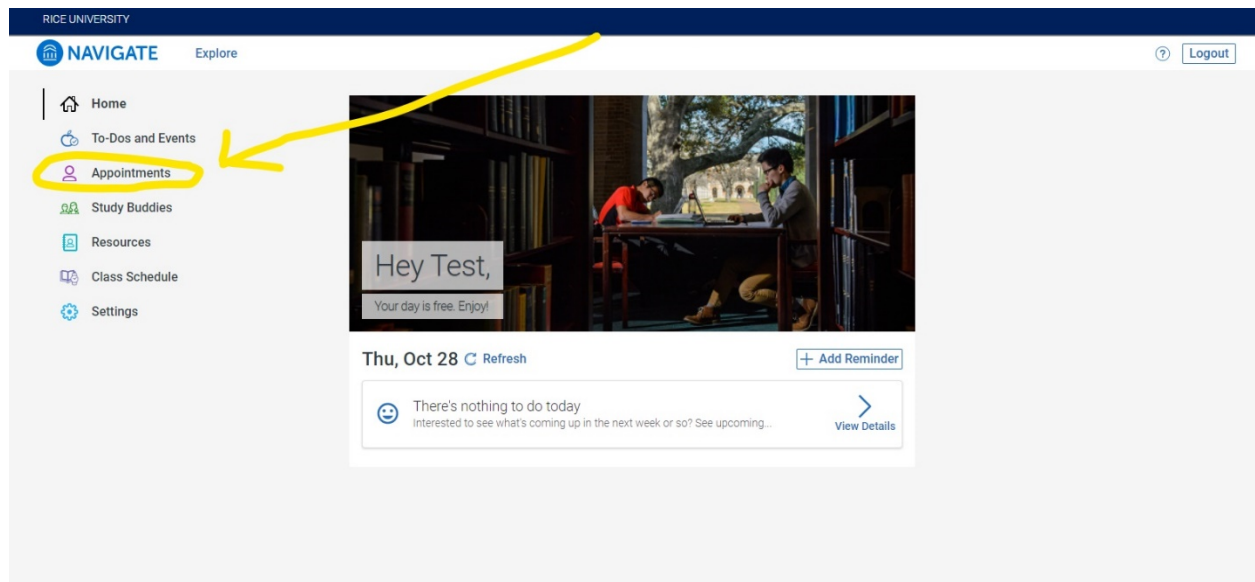 RICE UNIVERSITY
NAVIGATE Explore ? Logout
Home
To-Dos and Events
Appointments
Study Buddies
Resources
Class Schedule
Settings
Hey Test,
Your day is free. Enjoy!
Thu, Oct 28 Refresh + Add Reminder
There's nothing to do today
Interested to see what's coming up in the next week or so? See upcoming...
View Details